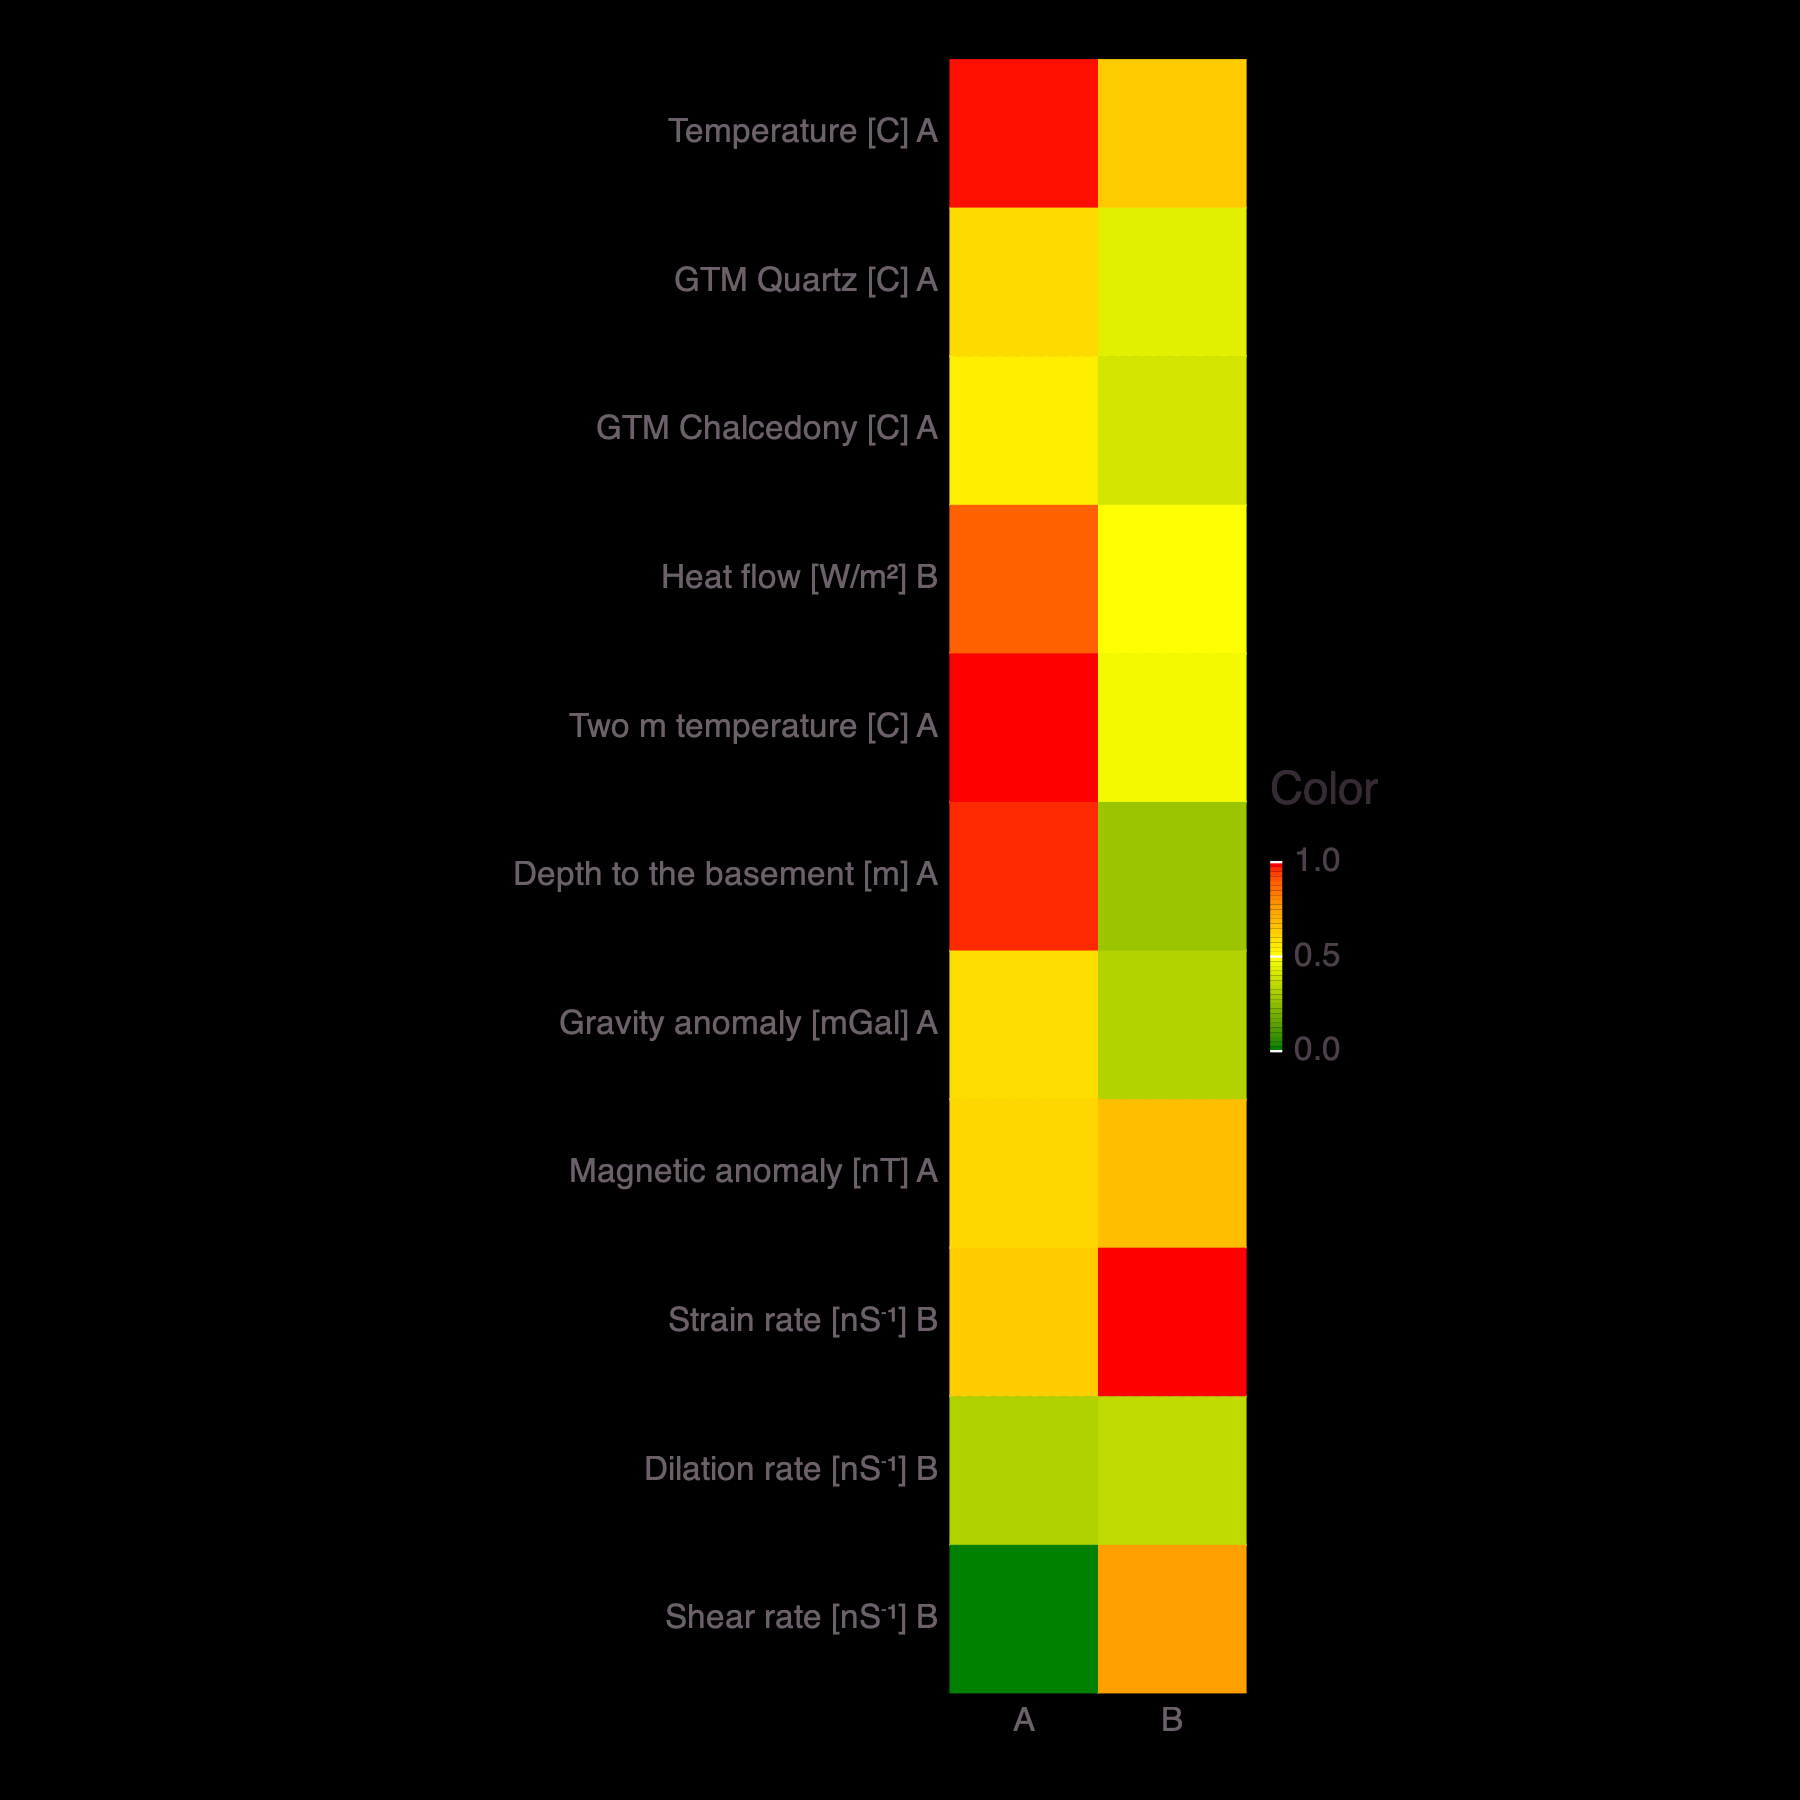 Temperature [C] A
GTM Quartz [C] A
GTM Chalcedony [C] A
Heat flow [W/m²] B
Two m temperature [C] A
Depth to the basement [m] A
Gravity anomaly [mGal] A
Magnetic anomaly [nT] A
Strain rate [nS⁻¹] B
Dilation rate [nS⁻¹] B
Shear rate [nS⁻¹] B
A B
Color
1.0
0.5
0.0